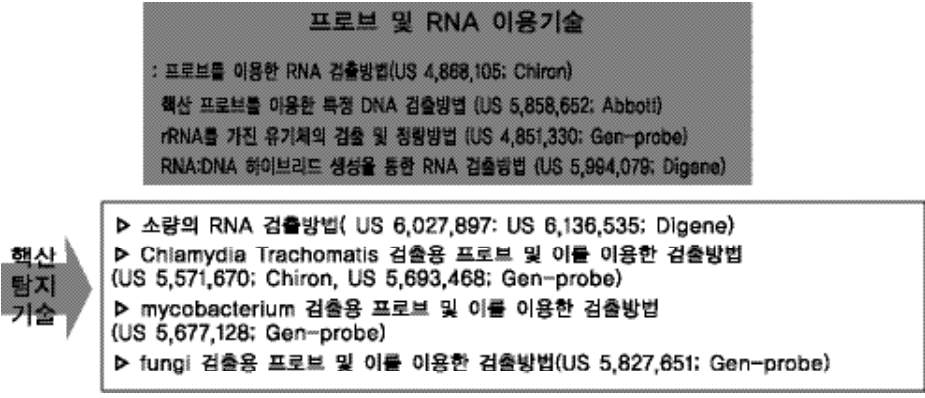 프로브 및 RNA 이용기술
: 프로브를 이용한 RNA 검출방법(US 4,868,105; Chiron)
핵산 프로브를 이용한 특정 DNA 검출방법 (US 5,858,652; Abbott)
rRNA를 가진 유기체의 검출 및 정량방법 (US 4,851,330; Gen-probe)
RNA:DNA 하이브리드 생성을 통한 RNA 검출방법 (US 5,994,079; Digene)
핵산
탐지
기술
▷ 소량의 RNA 검출방법( US 6,027,897: US 6,136,535; Digene)
▷ Chlamydia Trachomatis 검출용 프로브 및 이를 이용한 검출방법
(US 5,571,670; Chiron, US 5,693,468; Gen-probe)
▷ mycobacterium 검출용 프로브 및 이를 이용한 검출방법
(US 5,677,128; Gen-probe)
▷ fungi 검출용 프로브 및 이를 이용한 검출방법(US 5,827,651; Gen-probe)